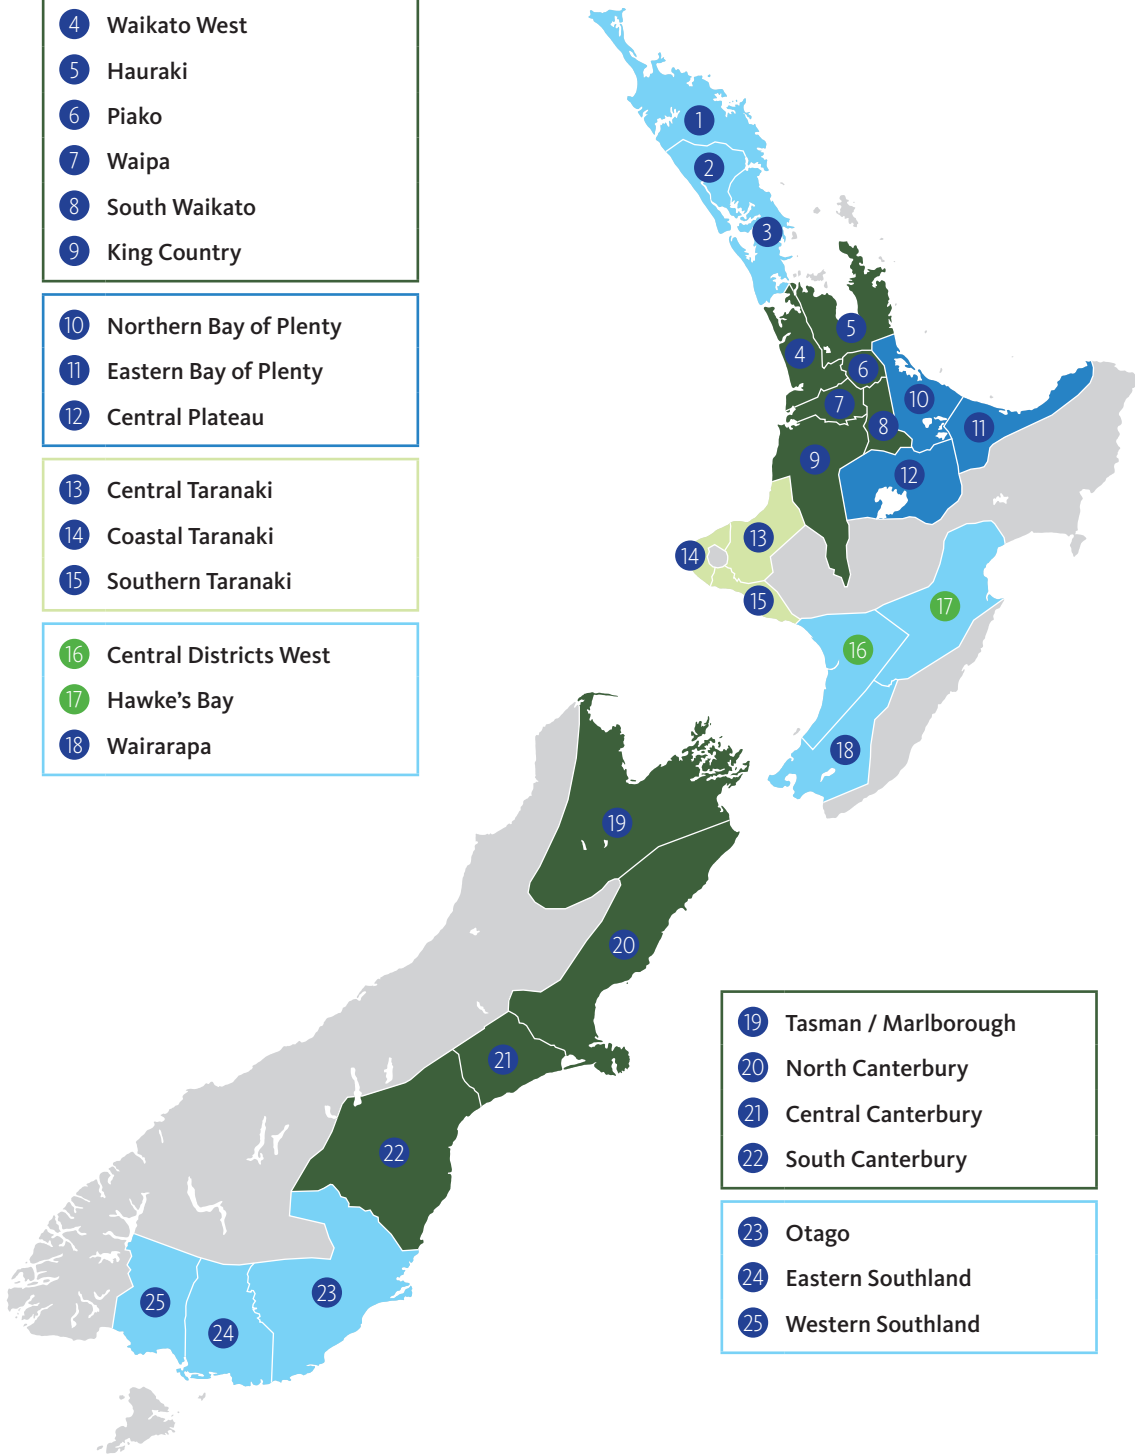 4 Waikato West
5 Hauraki
6 Piako
7 Waipa
8 South Waikato
9 King Country
10 Northern Bay of Plenty
11 Eastern Bay of Plenty
12 Central Plateau
13 Central Taranaki
14 Coastal Taranaki
15 Southern Taranaki
16 Central Districts West
17 Hawke's Bay
18 Wairarapa
1
2
3
4
5
6
7
8
9
10
11
12
13
14
15
16
17
18
19
20
21
22
23
24
25
19 Tasman / Marlborough
20 North Canterbury
21 Central Canterbury
22 South Canterbury
23 Otago
24 Eastern Southland
25 Western Southland